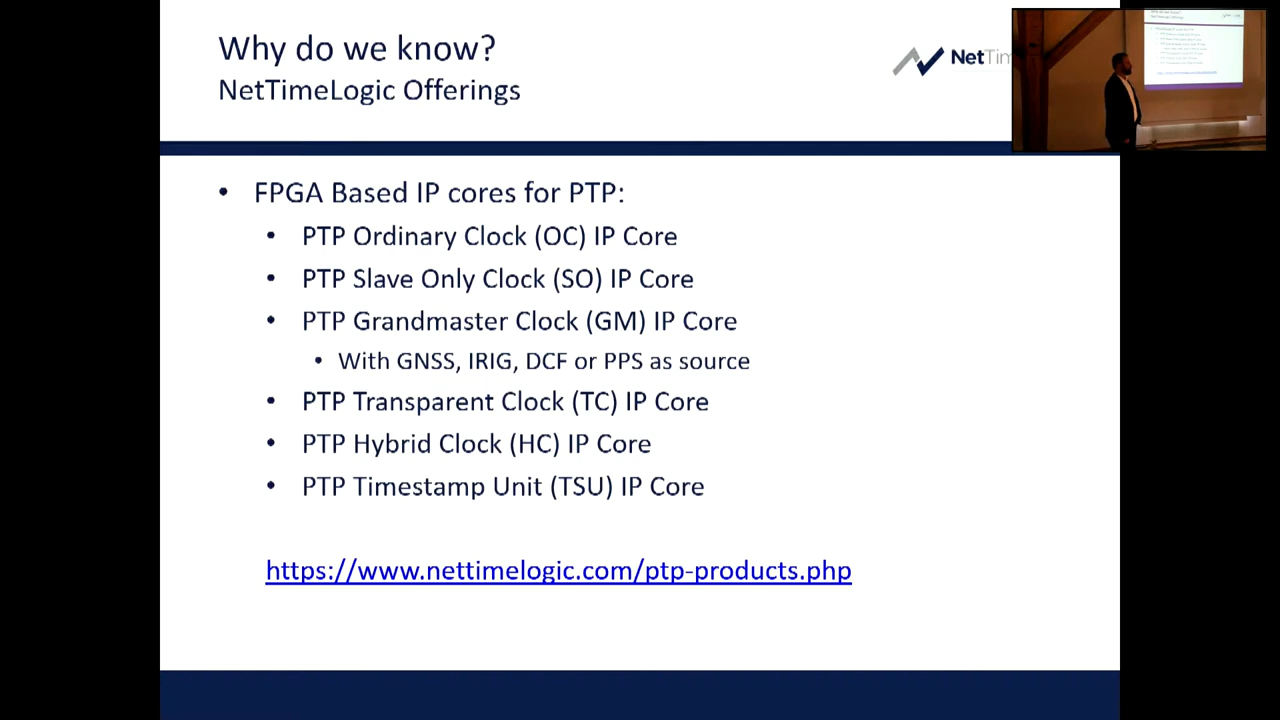 Why do we know?
NetTimeLogic Offerings
NetTim
• FPGA Based IP cores for PTP:
• PTP Ordinary Clock (OC) IP Core
• PTP Slave Only Clock (SO) IP Core
• PTP Grandmaster Clock (GM) IP Core
• With GNSS, IRIG, DCF or PPS as source
• PTP Transparent Clock (TC) IP Core
• PTP Hybrid Clock (HC) IP Core
• PTP Timestamp Unit (TSU) IP Core
https://www.nettimelogic.com/ptp-products.php